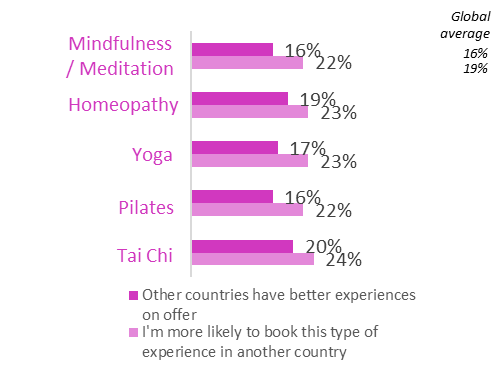 Global
average
16%
19%
Mindfulness
/ Meditation
16%
22%
Homeopathy
19%
23%
Yoga
17%
23%
Pilates
16%
22%
Tai Chi
20%
24%
Other countries have better experiences
on offer
I'm more likely to book this type of
experience in another country